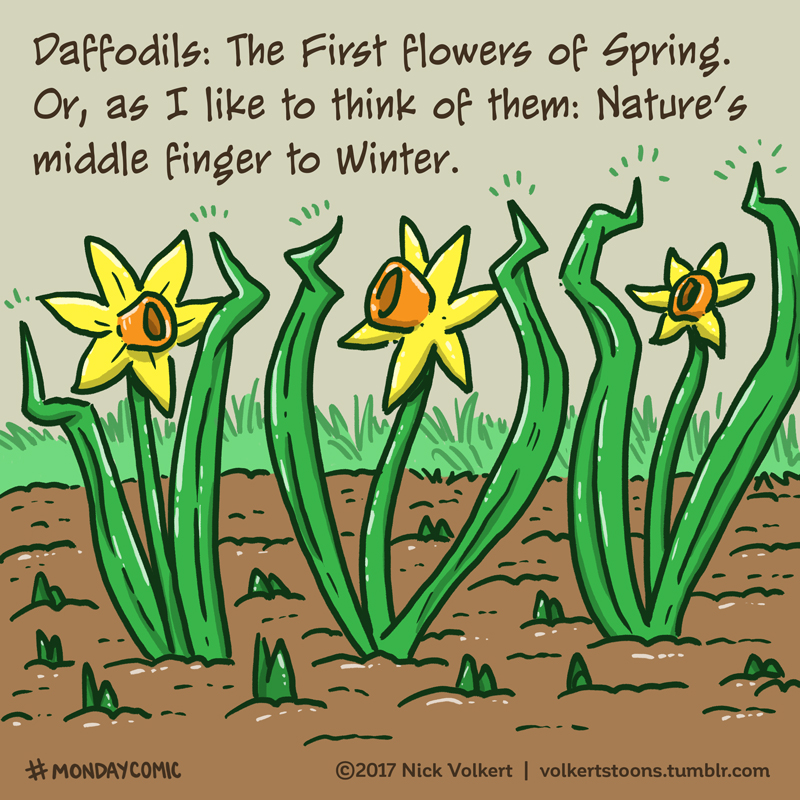 Daffodils: The First flowers of Spring.
Or, as I like to think of them: Nature's
middle finger to Winter.
#MONDAYCOMIC
©2017 Nick Volkert | volkertstoons.tumblr.com